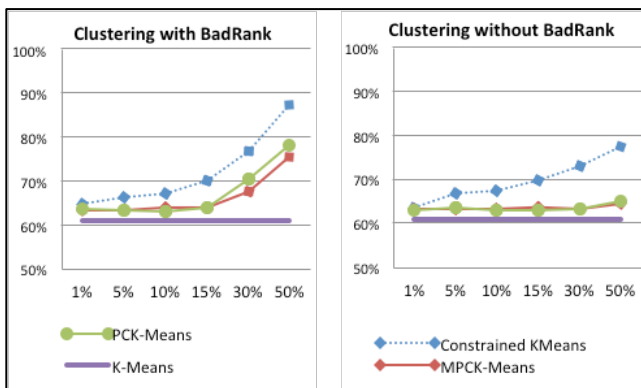 Clustering with BadRank
100%
90%
80%
70%
60%
50%
1% 5% 10% 15% 30% 50%
PCK-Means
K-Means
Clustering without BadRank
100%
90%
80%
70%
60%
50%
1% 5% 10% 15% 30% 50%
Constrained KMeans
MPCK-Means